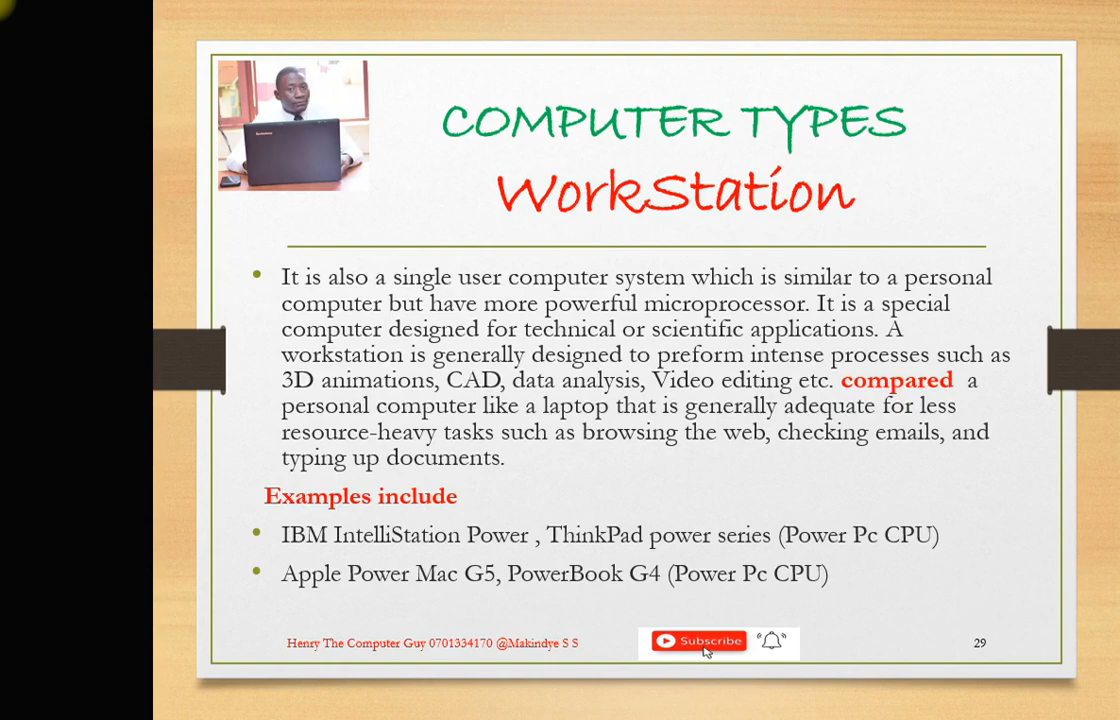 COMPUTER TYPES
WorkStation
• It is also a single user computer system which is similar to a personal
computer but have more powerful microprocessor. It is a special
computer designed for technical or scientific applications. A
workstation is generally designed to preform intense processes such as
3D animations, CAD, data analysis, Video editing etc. compared a
personal computer like a laptop that is generally adequate for less
resource-heavy tasks such as browsing the web, checking emails, and
typing up documents.
Examples include
• IBM IntelliStation Power , ThinkPad power series (Power Pc CPU)
• Apple Power Mac G5, PowerBook G4 (Power Pc CPU)
Henry The Computer Guy 0701334170 @Makindye S S
Subscribe
29